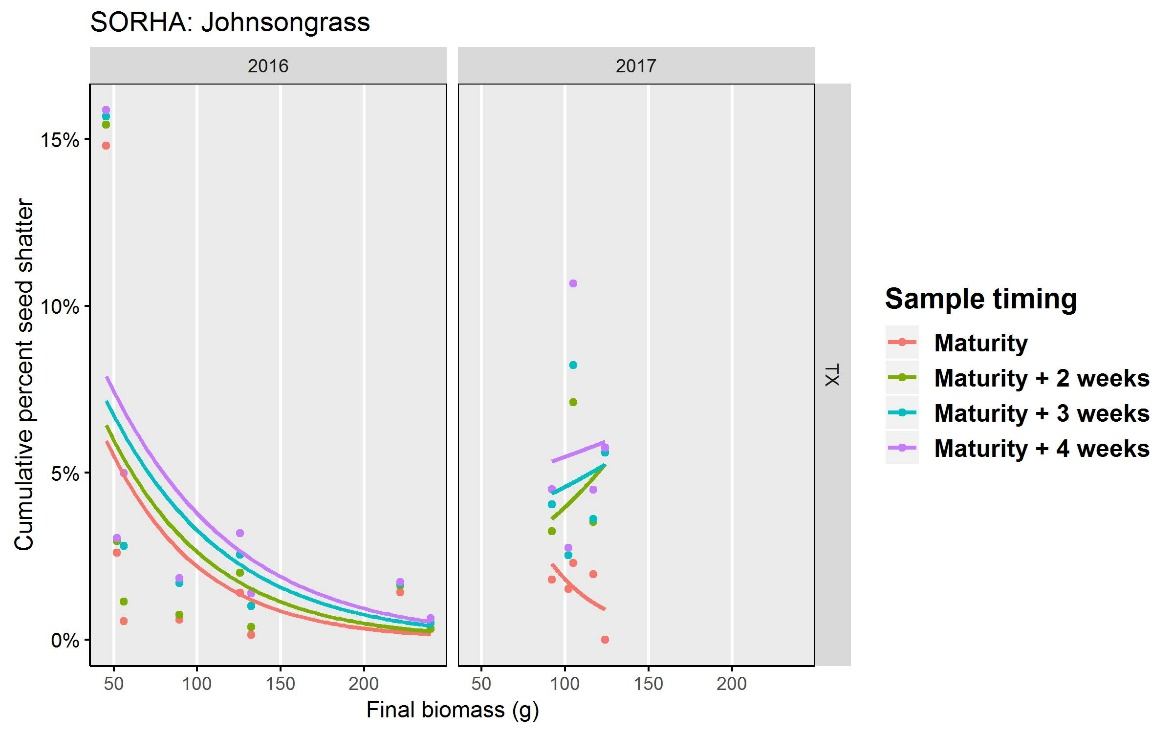 SORHA: Johnsongrass
2016 2017
15%
10%
5%
0%
Cumulative percent seed shatter
TX
50 100 150 200 50 100 150 200
Final biomass (g)
Sample timing
Maturity
Maturity + 2 weeks
Maturity + 3 weeks
Maturity + 4 weeks